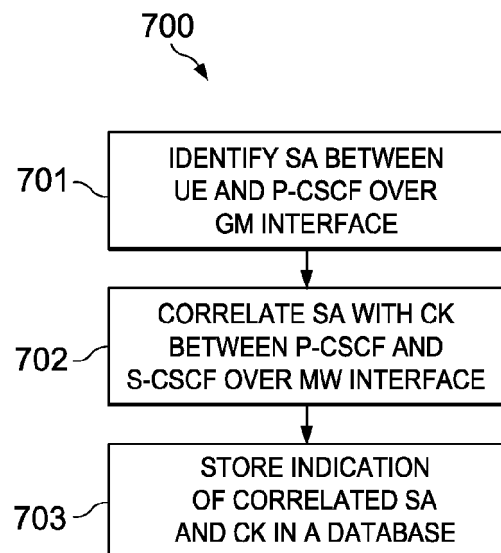 700
701
IDENTIFY SA BETWEEN
UE AND P-CSCF OVER
GM INTERFACE
702
CORRELATE SA WITH CK
BETWEEN P-CSCF AND
S-CSCF OVER MW INTERFACE
703
STORE INDICATION
OF CORRELATED SA
AND CK IN A DATABASE